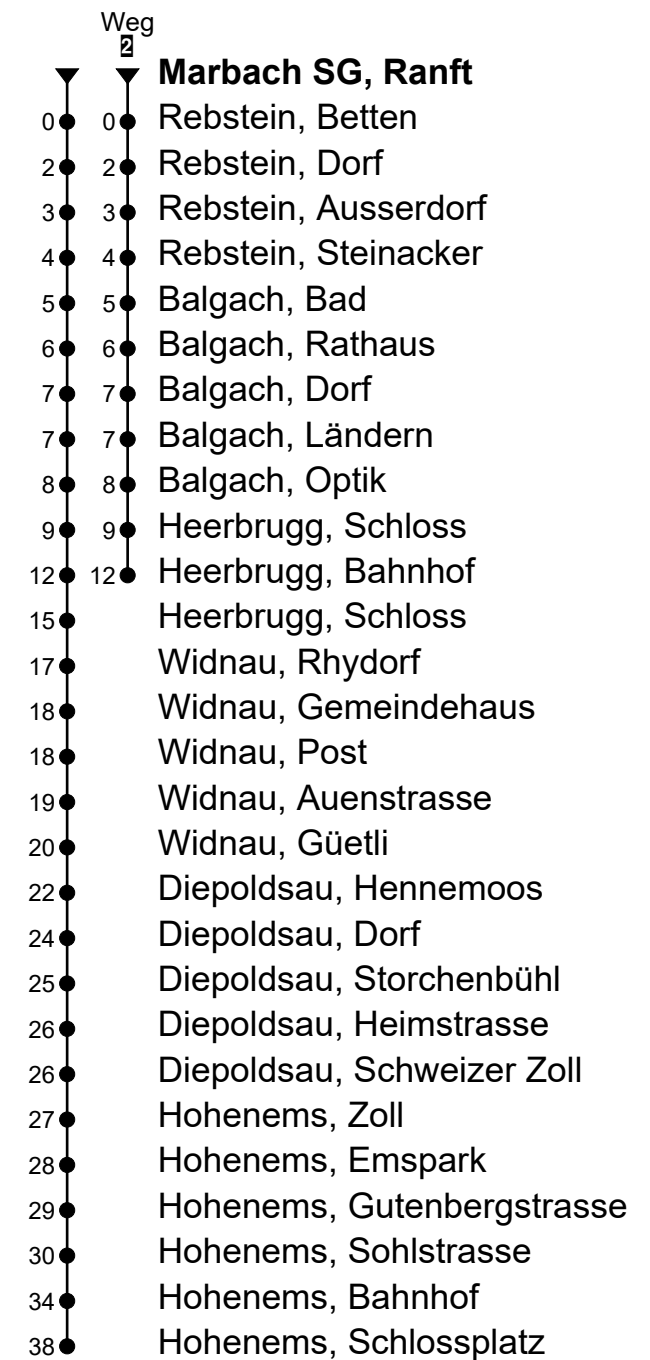 Weg
2
Marbach SG, Ranft
0 0 Rebstein, Betten
2 2 Rebstein, Dorf
3 3 Rebstein, Ausserdorf
4 4 Rebstein, Steinacker
5 5 Balgach, Bad
6 6 Balgach, Rathaus
7 7 Balgach, Dorf
7 7 Balgach, Ländern
8 8 Balgach, Optik
9 9 Heerbrugg, Schloss
12 12 Heerbrugg, Bahnhof
15 Heerbrugg, Schloss
17 Widnau, Rhydorf
18 Widnau, Gemeindehaus
18 Widnau, Post
19 Widnau, Auenstrasse
20 Widnau, Güetli
22 Diepoldsau, Hennemoos
24 Diepoldsau, Dorf
25 Diepoldsau, Storchenbühl
26 Diepoldsau, Heimstrasse
26 Diepoldsau, Schweizer Zoll
27 Hohenems, Zoll
28 Hohenems, Emspark
29 Hohenems, Gutenbergstrasse
30 Hohenems, Sohlstrasse
34 Hohenems, Bahnhof
38 Hohenems, Schlossplatz